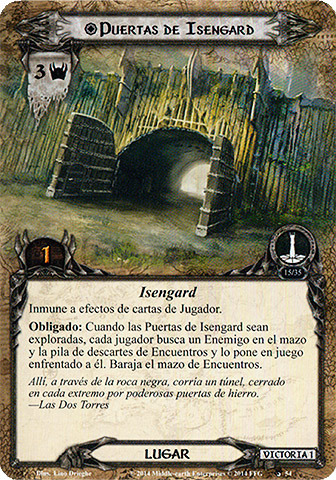 PUERTAS DE ISENGARD
3
1
15/35
Isengard
Inmune a efectos de cartas de Jugador.
Obligado: Cuando las Puertas de Isengard sean
exploradas, cada jugador busca un Enemigo en el mazo
y la pila de descartes de Encuentros y lo pone en juego
enfrentado a él. Baraja el mazo de Encuentros.
Allí, a través de la roca negra, corría un túnel, cerrado
en cada extremo por poderosas puertas de hierro.
—Las Dos Torres
LUGAR
VICTORIA 1
Ilus. Lino Drieghe
© 2014 Middle-earth Enterprises © 2014 FFG
54